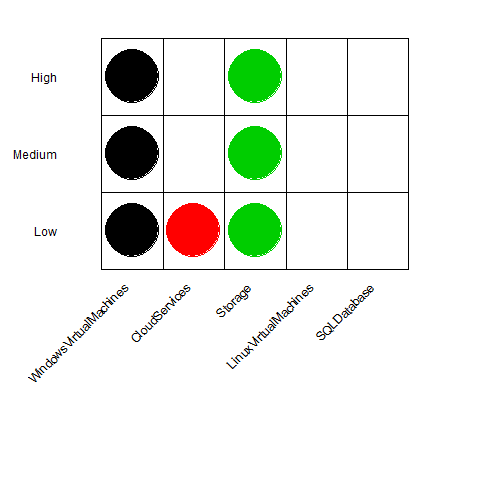 High
Medium
Low
WindowsVirtualMachines
CloudServices
Storage
LinuxVirtualMachines
SQLDatabase